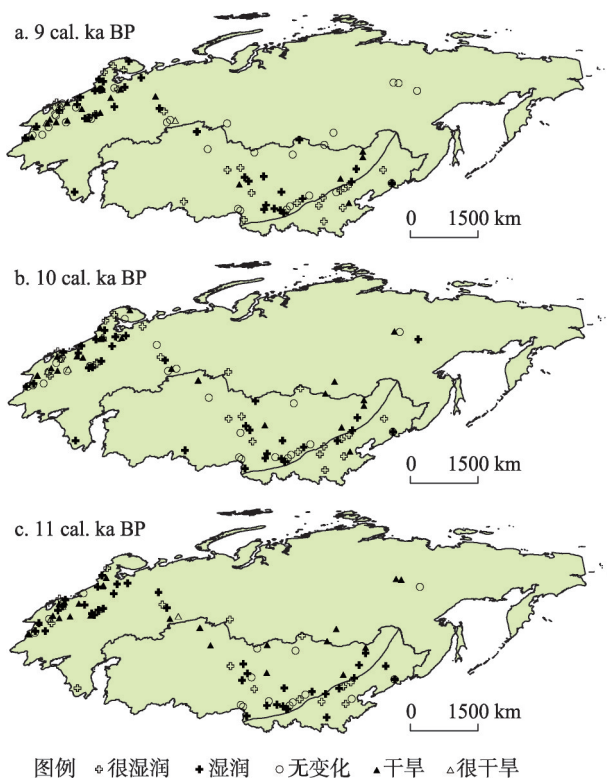 a. 9 cal. ka BP
0 1500 km
b. 10 cal. ka BP
0 1500 km
c. 11 cal. ka BP
0 1500 km
图例 很湿润 湿润 无变化 干旱 很干旱